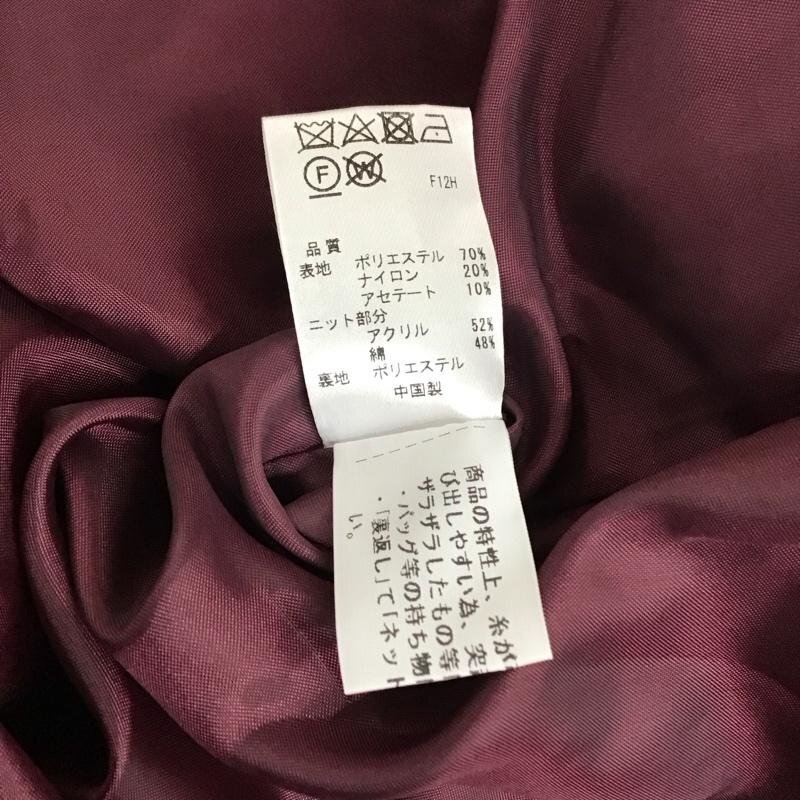 F W F12H
品質
表地 ポリエステル 70%
ナイロン 20%
アセテート 10%
ニット部分
アクリル 52%
綿 48%
裏地 ポリエステル
中国製
商品の特性上、糸が
び出しやすい為、突
ザラザラしたもの等
・バッグ等の持ち物
・「裏返し」て「ネット
い。